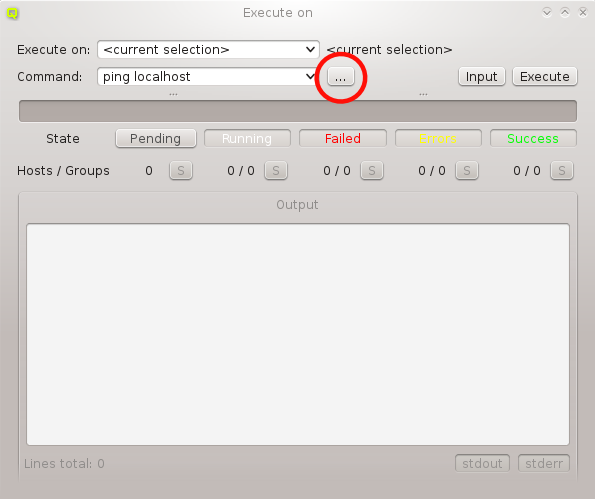 Execute on
Execute on: <current selection> <current selection>
Command: ping localhost ... Input Execute
... ...
State Pending Running Failed Errors Success
Hosts / Groups 0 S 0 / 0 S 0 / 0 S 0 / 0 S 0 / 0 S
Output
Lines total: 0 stdout stderr